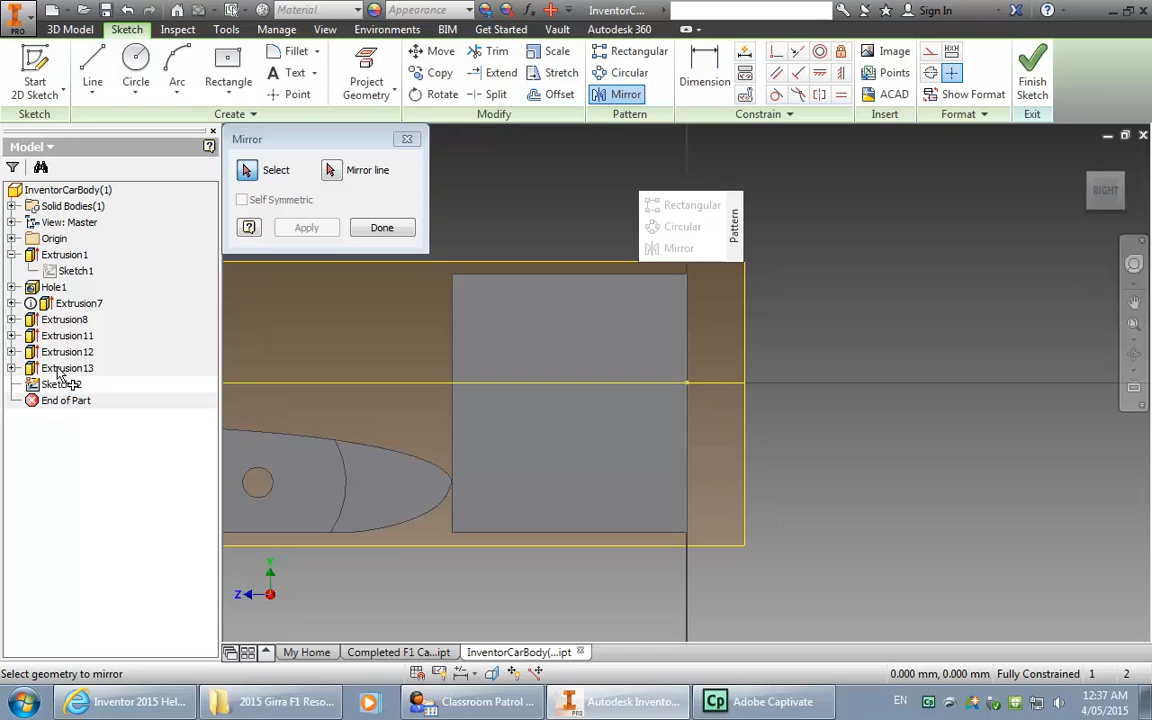 Material
Appearance
InventorC...
Sign In
PRO
3D Model
Sketch
Inspect
Tools
Manage
View
Environments
BIM
Get Started
Vault
Autodesk 360
Start
2D Sketch
Line
Circle
Arc
Rectangle
Fillet
Text
Point
Project
Geometry
Move
Copy
Rotate
Trim
Extend
Split
Scale
Stretch
Offset
Rectangular
Circular
Mirror
Dimension
Image
Points
ACAD
Show Format
Finish
Sketch
Sketch
Create
Modify
Pattern
Constrain
Insert
Format
Exit
Model
InventorCarBody(1)
Solid Bodies(1)
View: Master
Origin
Extrusion1
Sketch1
Hole1
Extrusion7
Extrusion8
Extrusion11
Extrusion12
Extrusion13
End of Part
Mirror
Select
Mirror line
Self Symmetric
Apply
Done
Rectangular
Circular
Mirror
Pattern
RIGHT
Y
Z
My Home
Completed F1 Ca...ipt
InventorCarBody(...ipt
Select geometry to mirror
0.000 mm, 0.000 mm
Fully Constrained
1
2
Inventor 2015 Hel...
2015 Girra F1 Reso...
Classroom Patrol ...
Autodesk Invento...
Adobe Captivate
EN
12:37 AM
4/05/2015